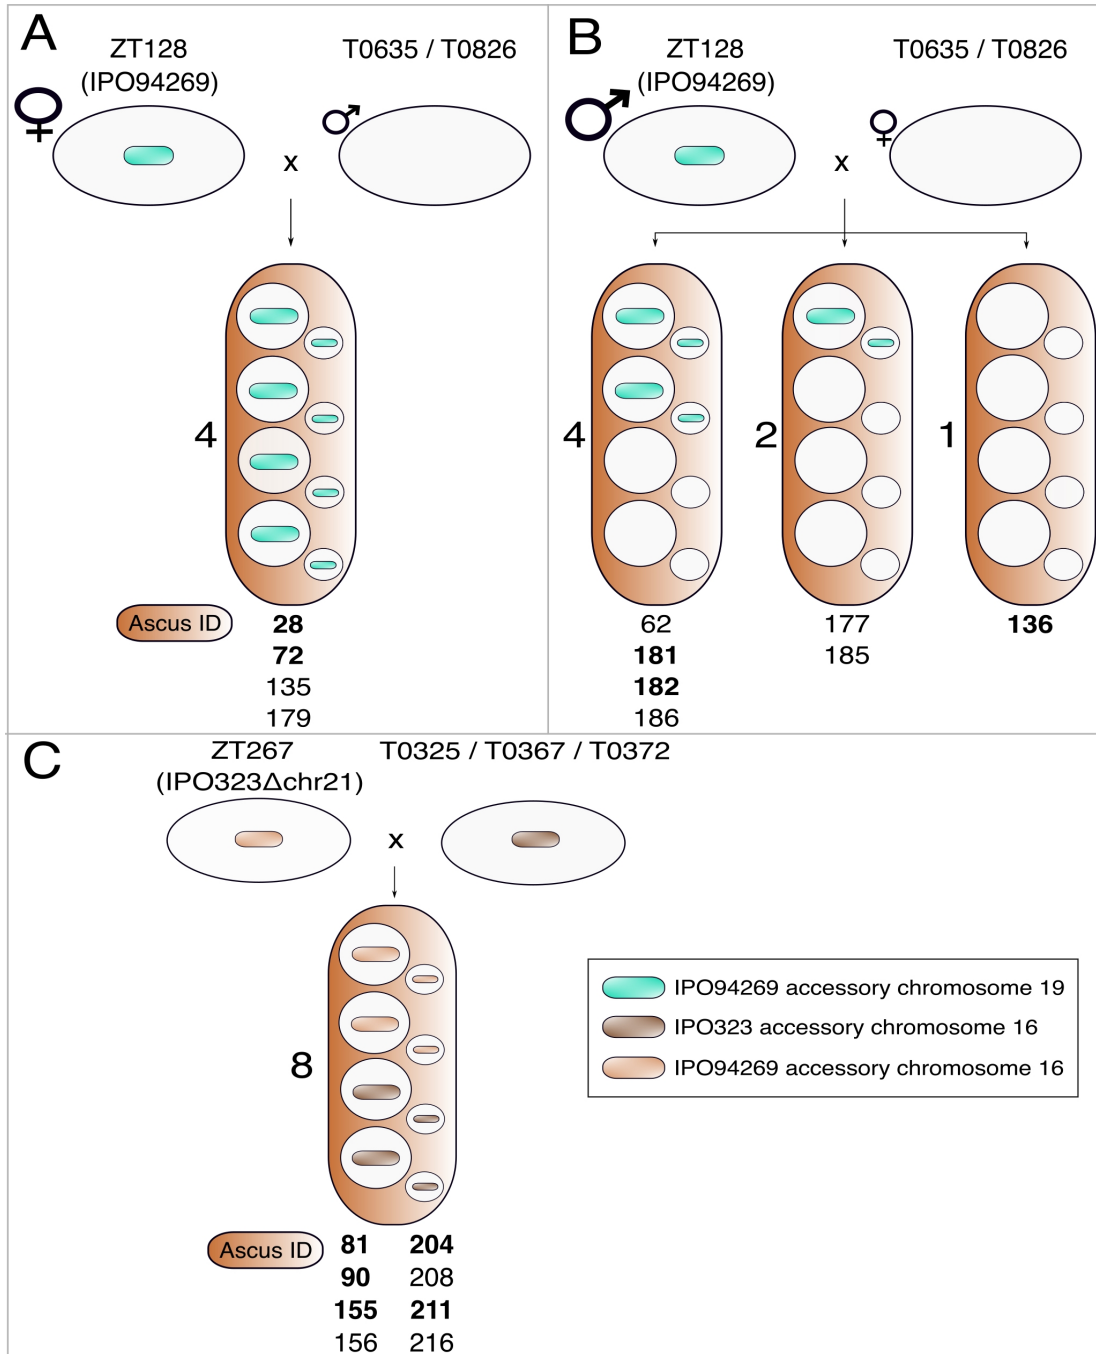 A
ZT128
(IPO94269)
T0635 / T0826
x
4
Ascus ID
28
72
135
179
B
ZT128
(IPO94269)
T0635 / T0826
x
4
2
1
62
181
182
186
177
185
136
C
ZT267
(IPO323Δchr21)
T0325 / T0367 / T0372
x
8
IPO94269 accessory chromosome 19
IPO323 accessory chromosome 16
IPO94269 accessory chromosome 16
Ascus ID
81 204
90 208
155 211
156 216